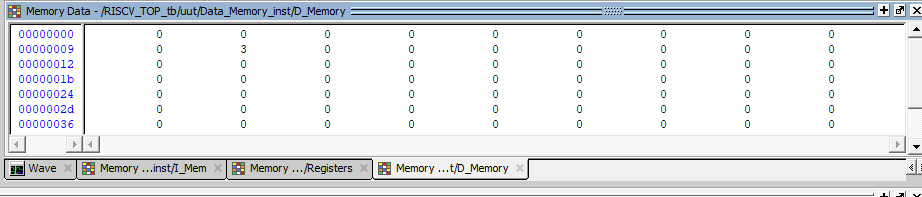 Memory Data - /RISCV_TOP_tb/uut/Data_Memory_inst/D_Memory
00000000 0 0 0 0 0 0 0 0 0
00000009 0 3 0 0 0 0 0 0 0
00000012 0 0 0 0 0 0 0 0 0
0000001b 0 0 0 0 0 0 0 0 0
00000024 0 0 0 0 0 0 0 0 0
0000002d 0 0 0 0 0 0 0 0 0
00000036 0 0 0 0 0 0 0 0 0
Wave Memory ...inst/I_Mem Memory .../Registers Memory ...t/D_Memory